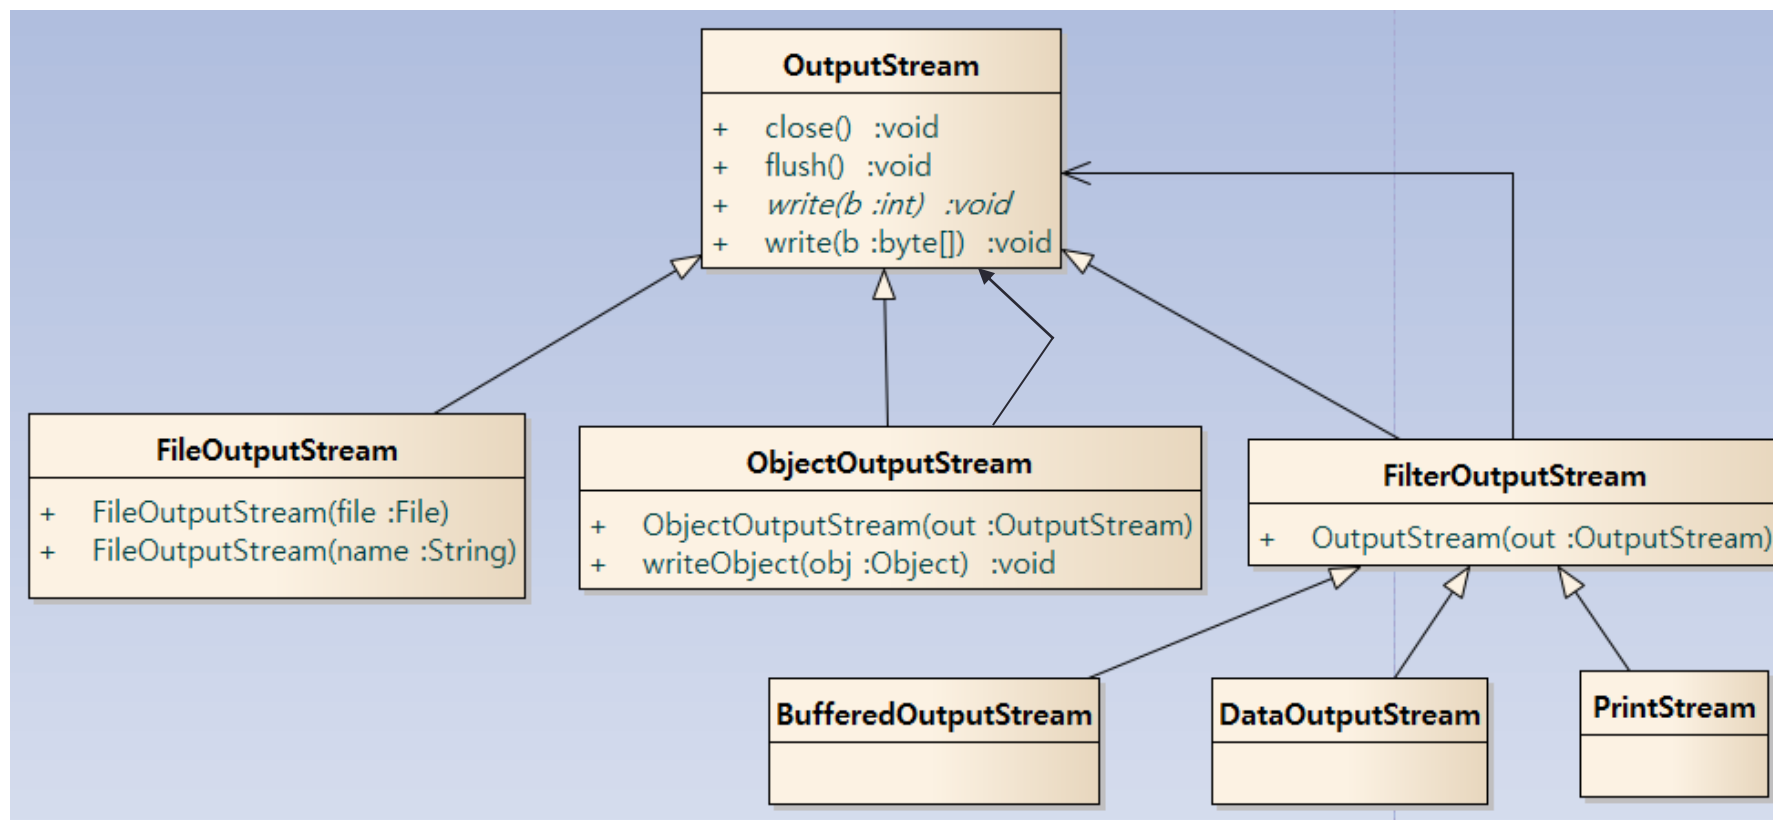 OutputStream
+ close() :void
+ flush() :void
+ write(b :int) :void
+ write(b :byte[]) :void
FileOutputStream
+ FileOutputStream(file :File)
+ FileOutputStream(name :String)
ObjectOutputStream
+ ObjectOutputStream(out :OutputStream)
+ writeObject(obj :Object) :void
FilterOutputStream
+ OutputStream(out :OutputStream)
BufferedOutputStream
DataOutputStream
PrintStream